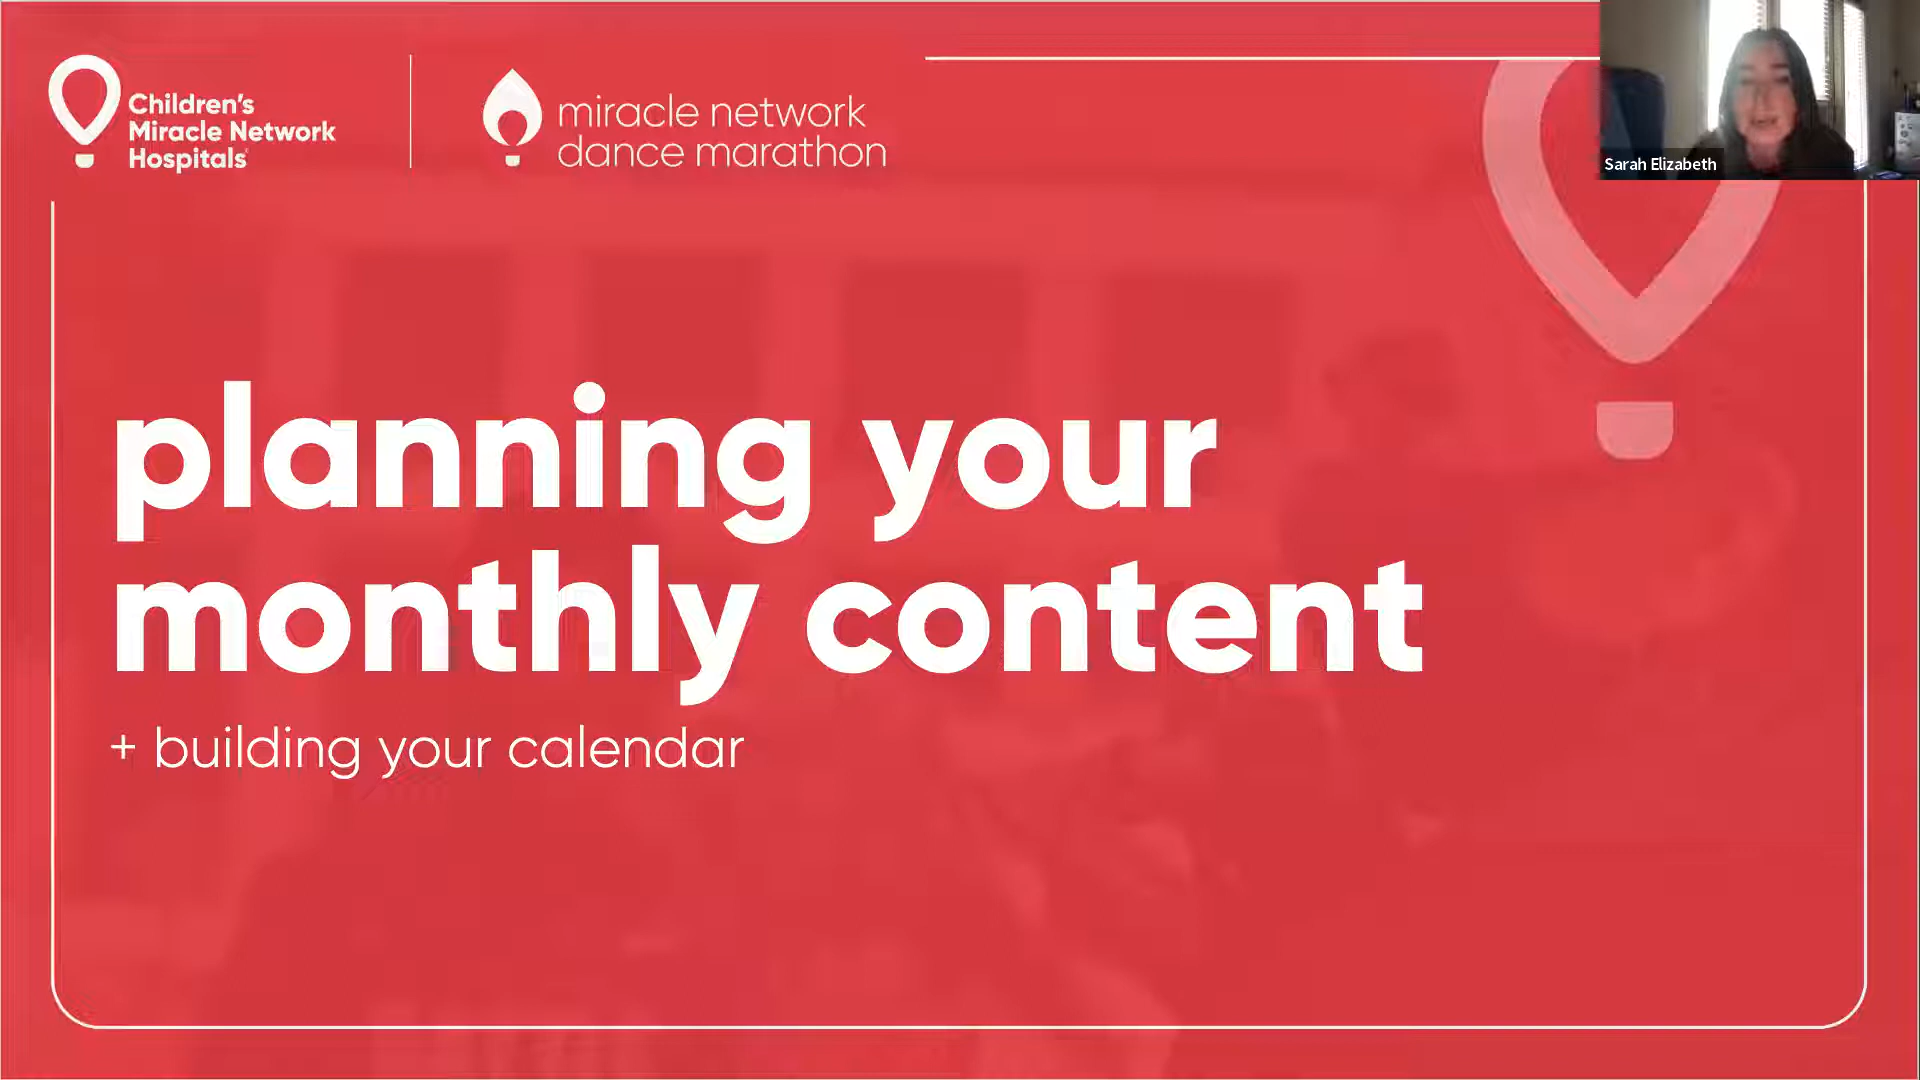 Children's
Miracle Network
Hospitals
miracle network
dance marathon
Sarah Elizabeth
planning your
monthly content
+ building your calendar